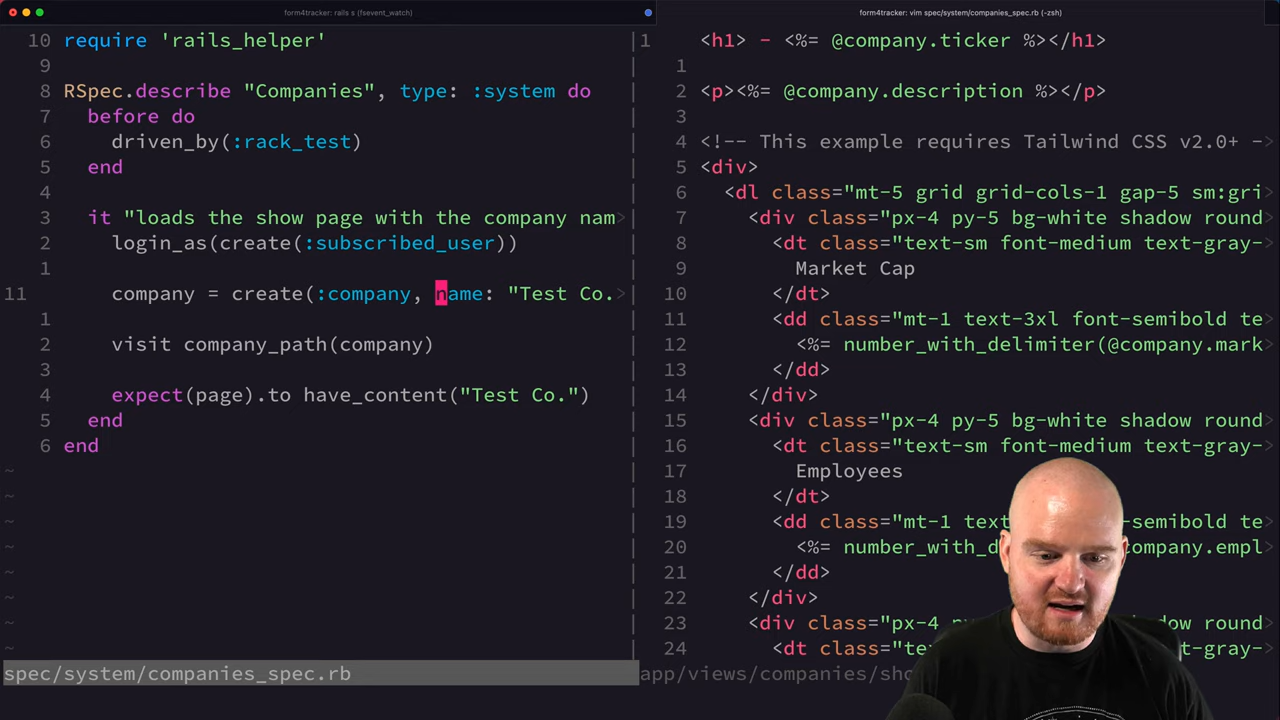 form4tracker: rails s (fsevent_watch)
form4tracker: vim spec/system/companies_spec.rb (-zsh)
10 require 'rails_helper'
9
8 RSpec.describe "Companies", type: :system do
7 before do
6 driven_by(:rack_test)
5 end
4
3 it "loads the show page with the company nam>
2 login_as(create(:subscribed_user))
1
11 company = create(:company, name: "Test Co.>
1
2 visit company_path(company)
3
4 expect(page).to have_content("Test Co.")
5 end
6 end
~
~
~
~
~
~
~
~
spec/system/companies_spec.rb
1 <h1> - <%= @company.ticker %></h1>
1
2 <p><%= @company.description %></p>
3
4 <!-- This example requires Tailwind CSS v2.0+ ->
5 <div>
6 <dl class="mt-5 grid grid-cols-1 gap-5 sm:gri>
7 <div class="px-4 py-5 bg-white shadow round>
8 <dt class="text-sm font-medium text-gray->
9 Market Cap
10 </dt>
11 <dd class="mt-1 text-3xl font-semibold te>
12 <%= number_with_delimiter(@company.mark>
13 </dd>
14 </div>
15 <div class="px-4 py-5 bg-white shadow round>
16 <dt class="text-sm font-medium text-gray->
17 Employees
18 </dt>
19 <dd class="mt-1 -semibold te>
20 <%= company.empl>
21 </dd>
22 </div>
23 <div class="px-4 round>
24 <dt class= text-gray->
app/views/companies/